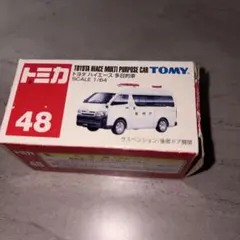 トミカ
48
TOYOTA HIACE MULTI PURPOSE CAR TOMY
トヨタ ハイエース 多目的車
SCALE 1/64
サスペンション/後部ドア開閉